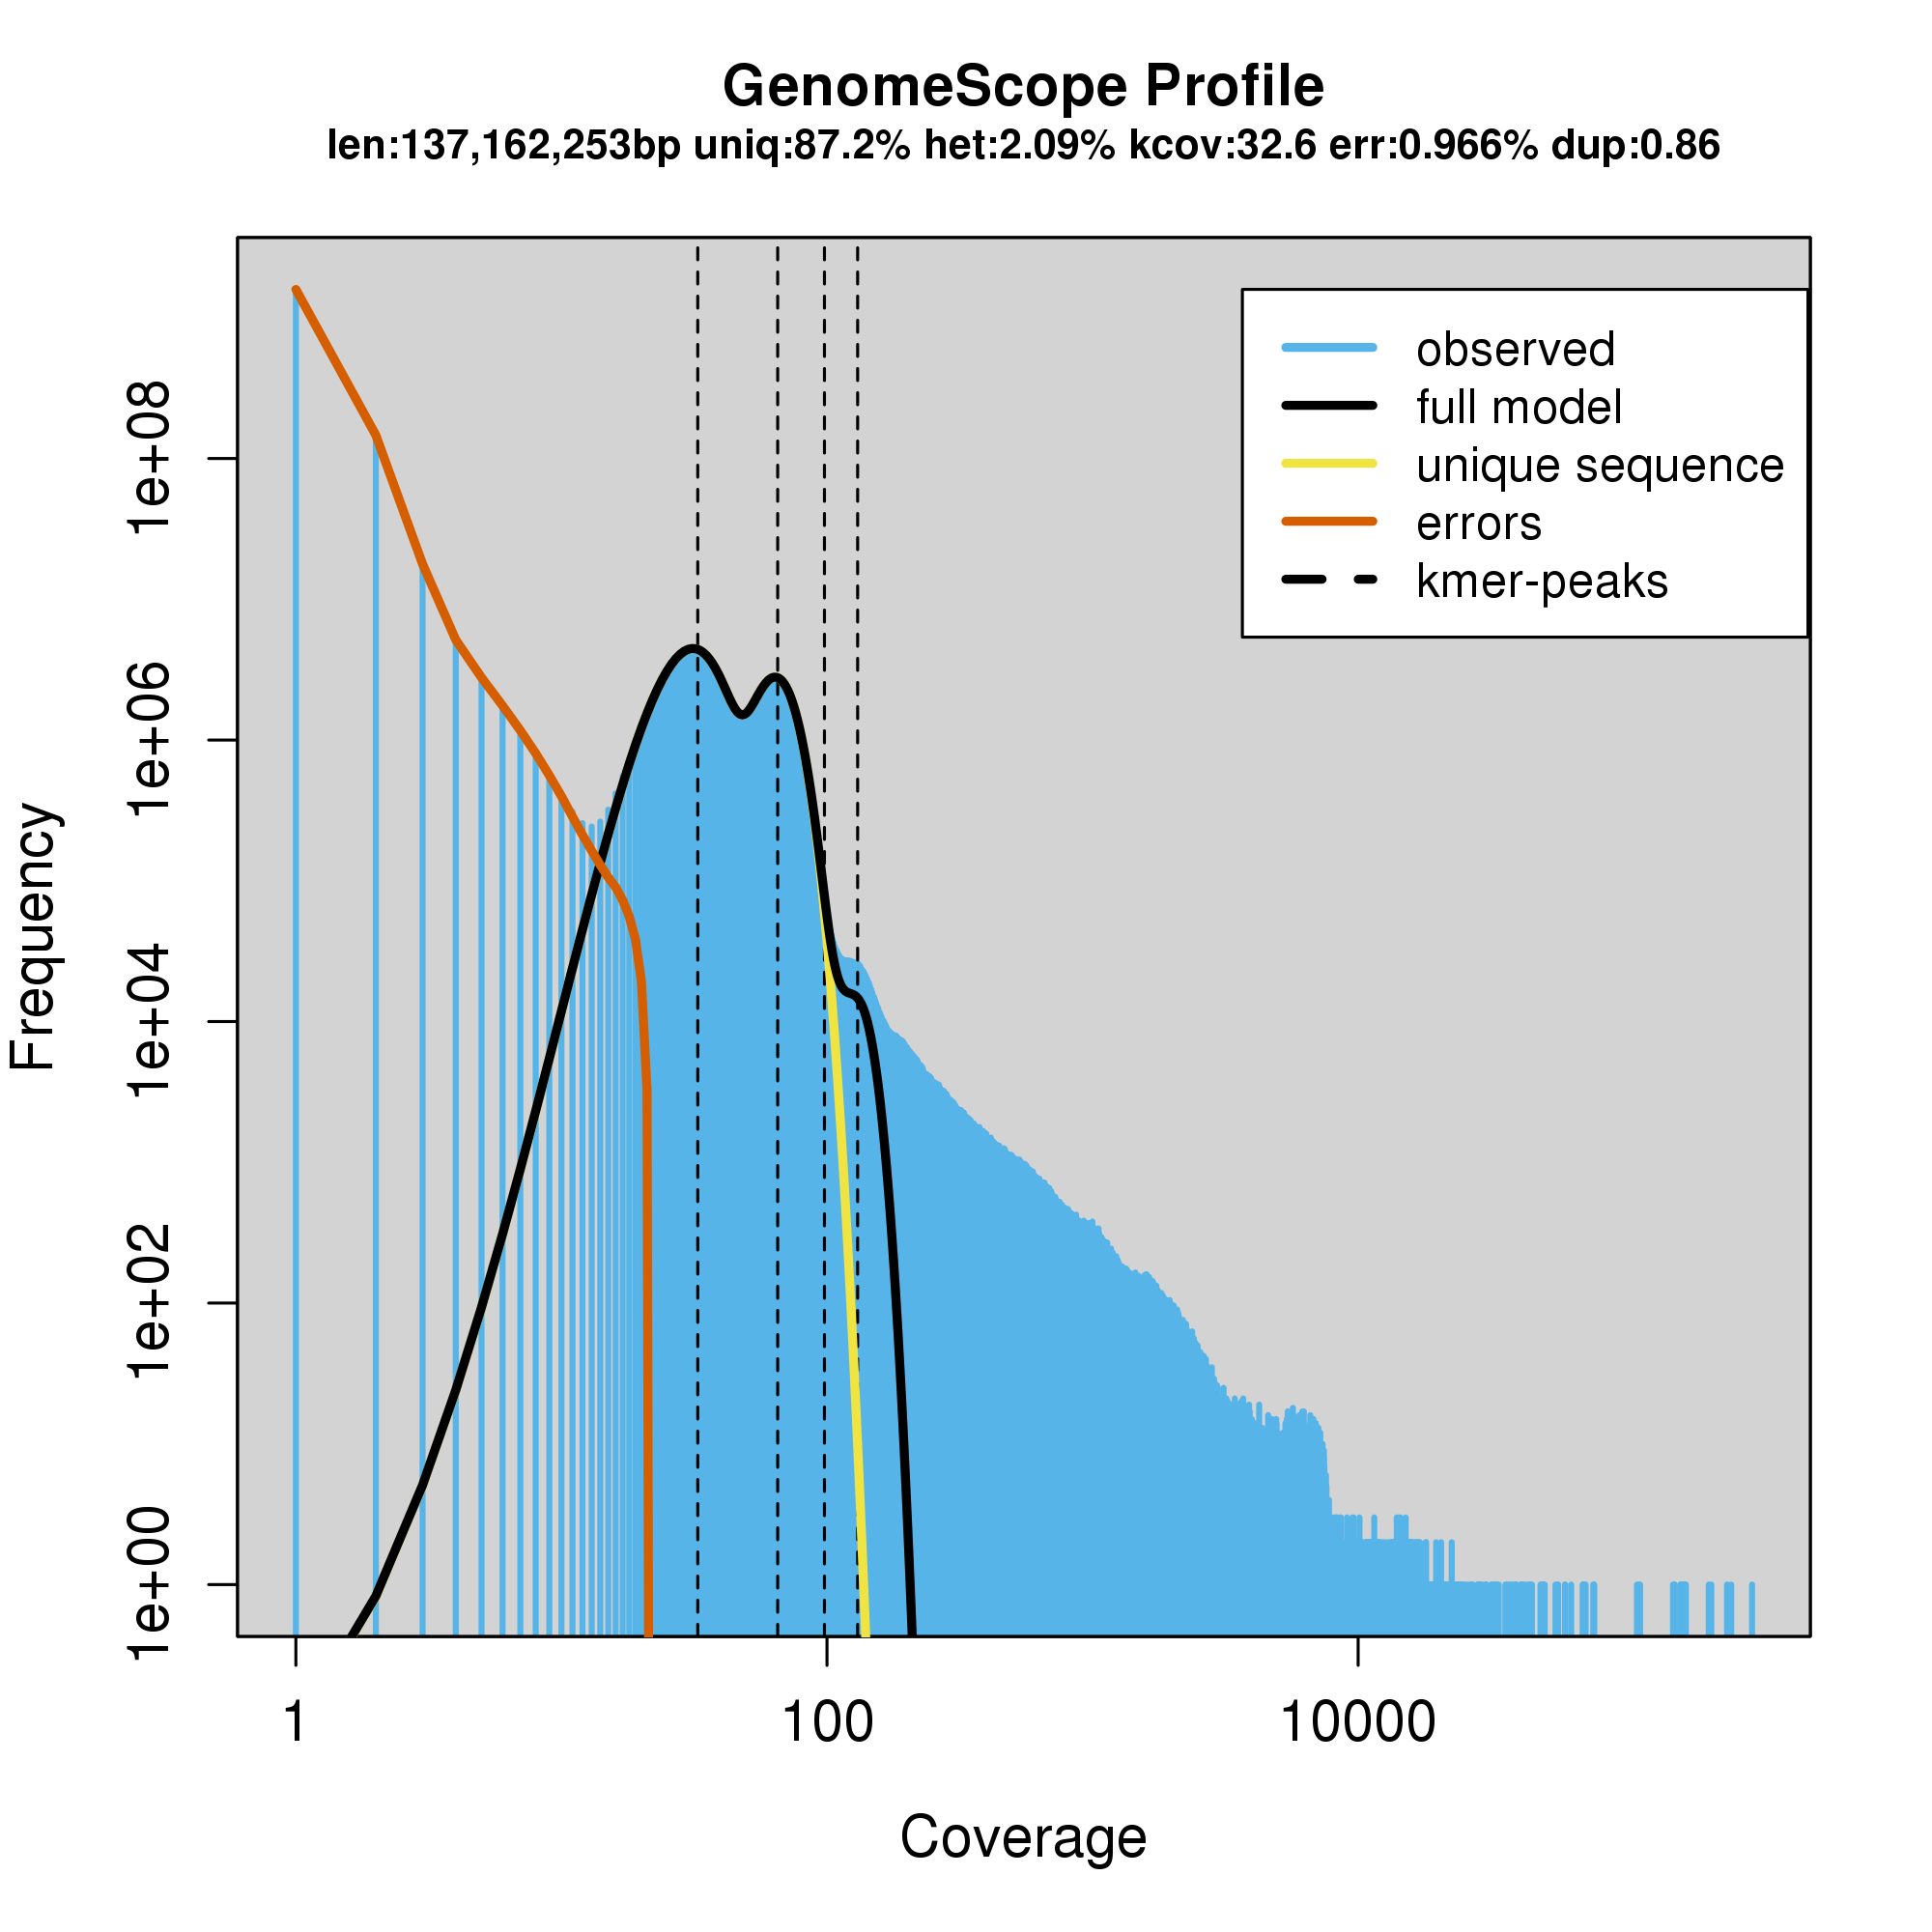 GenomeScope Profile
len:137,162,253bp uniq:87.2% het:2.09% kcov:32.6 err:0.966% dup:0.86
observed
full model
unique sequence
errors
kmer-peaks
Frequency
1e+08
1e+06
1e+04
1e+02
1e+00
1
100
10000
Coverage